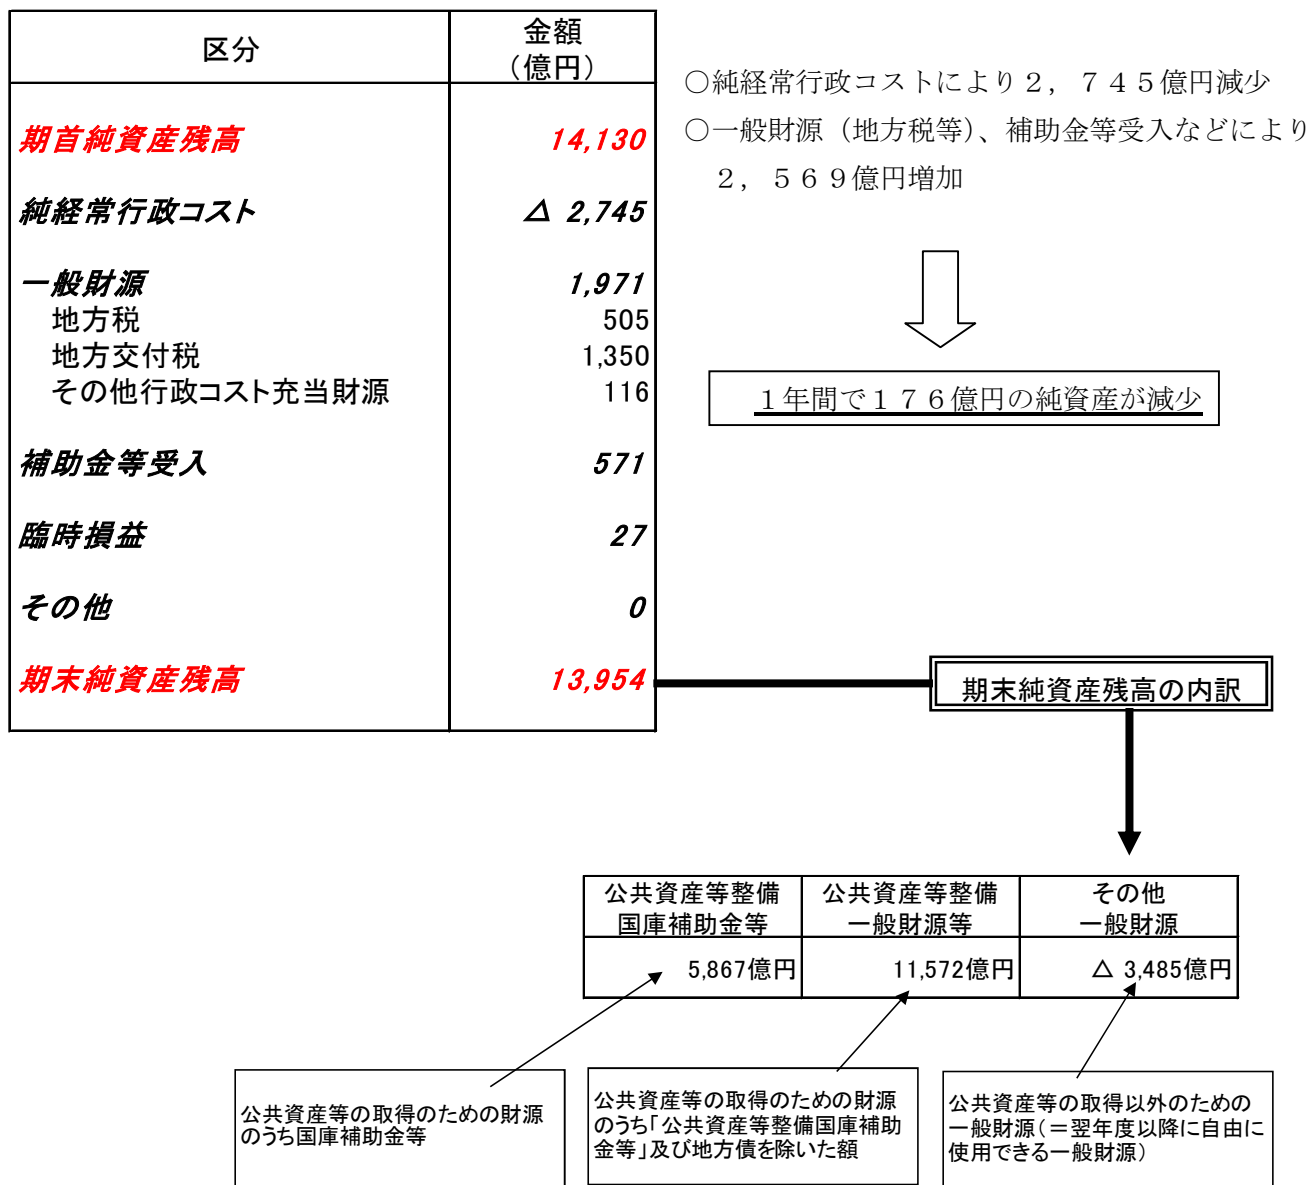 区分
金額
（億円）
期首純資産残高 14,130
純経常行政コスト △ 2,745
一般財源 1,971
地方税 505
地方交付税 1,350
その他行政コスト充当財源 116
補助金等受入 571
臨時損益 27
その他 0
期末純資産残高 13,954
○純経常行政コストにより２，７４５億円減少
○一般財源（地方税等）、補助金等受入などにより
２，５６９億円増加
１年間で１７６億円の純資産が減少
期末純資産残高の内訳
公共資産等整備
国庫補助金等
公共資産等整備
一般財源等
その他
一般財源
5,867億円 11,572億円 △ 3,485億円
公共資産等の取得のための財源
のうち国庫補助金等
公共資産等の取得のための財源
のうち「公共資産等整備国庫補助
金等」及び地方債を除いた額
公共資産等の取得以外のための
一般財源（＝翌年度以降に自由に
使用できる一般財源）